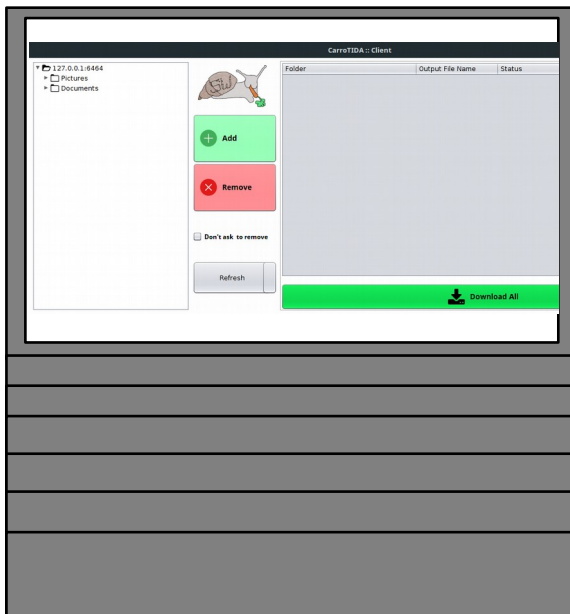 CarroTIDA :: Client
127.0.0.1:6464
Pictures
Documents
SW
Add
Remove
Don't ask to remove
Refresh
Folder Output File Name Status
Download All